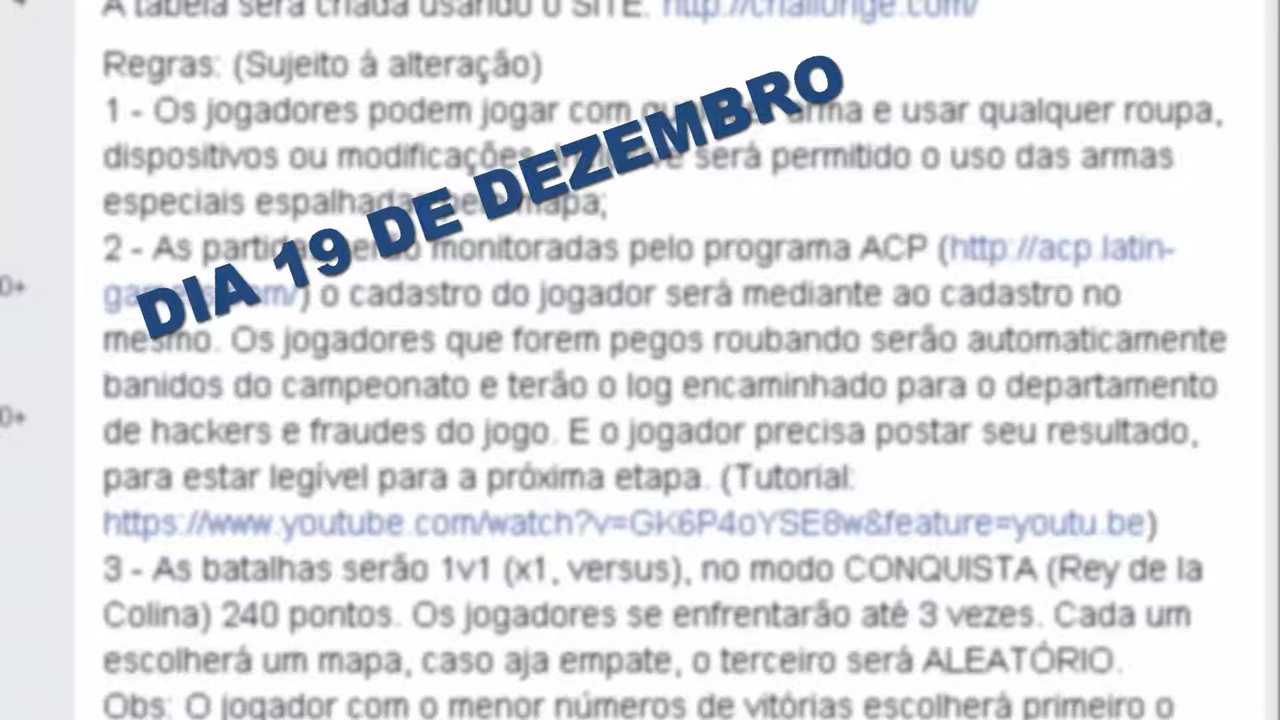 A tabela será criada usando o SITE: http://challonge.com/
Regras: (Sujeito á alteração)
1 - Os jogadores podem jogar com arma e usar qualquer roupa,
dispositivos ou modificações será permitido o uso das armas
especiais espalhadas pelo mapa;
2 - As partidas serão monitoradas pelo programa ACP (http://acp.latin-
) o cadastro do jogador será mediante ao cadastro no
mesmo. Os jogadores que forem pegos roubando serão automaticamente
banidos do campeonato e terão o log encaminhado para o departamento
de hackers e fraudes do jogo. E o jogador precisa postar seu resultado,
para estar legível para a próxima etapa. (Tutorial:
https://www.youtube.com/watch?v=GK6P4oYSE8w&feature=youtu.be)
3 - As batalhas serão 1v1 (x1, versus), no modo CONQUISTA (Rey de la
Colina) 240 pontos. Os jogadores se enfrentarão até 3 vezes. Cada um
escolherá um mapa, caso aja empate, o terceiro será ALEATÓRIO.
Obs: O jogador com o menor números de vitórias escolherá primeiro o
DIA 19 DE DEZEMBRO
0+
0+